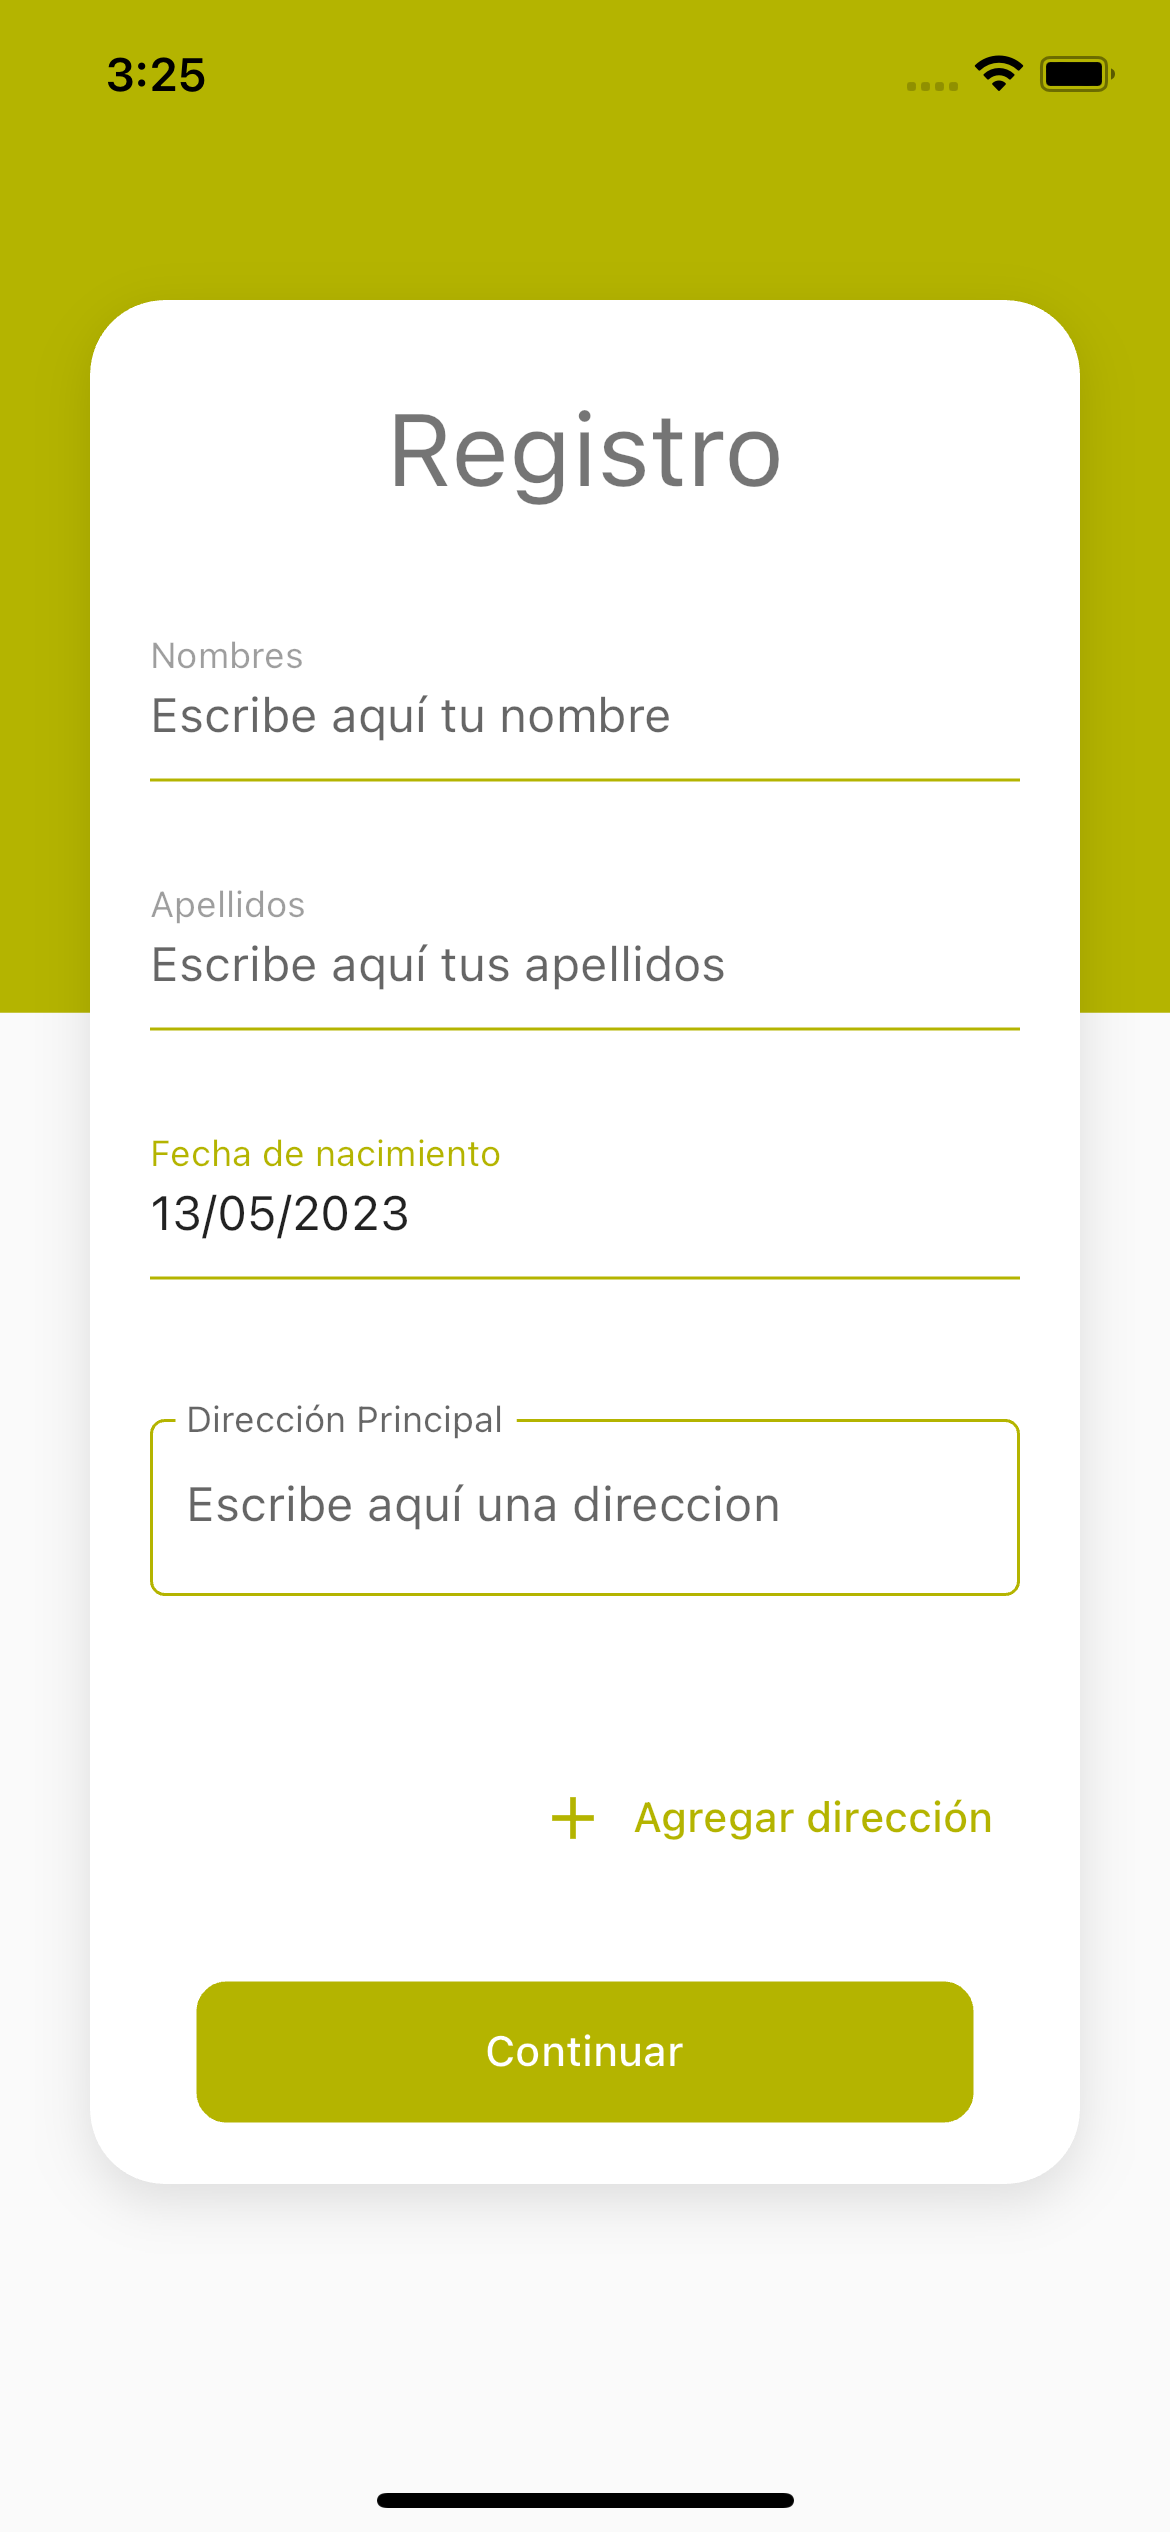 3:25
Registro
Nombres
Escribe aquí tu nombre
Apellidos
Escribe aquí tus apellidos
Fecha de nacimiento
13/05/2023
Dirección Principal
Escribe aquí una direccion
+ Agregar dirección
Continuar